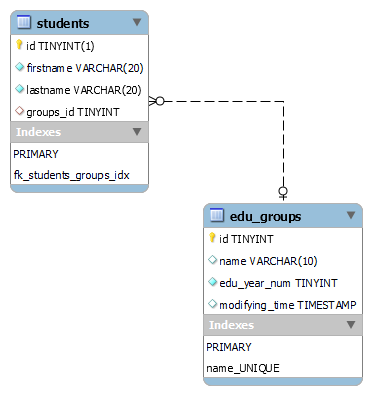 students
id TINYINT(1)
firstname VARCHAR(20)
lastname VARCHAR(20)
groups_id TINYINT
Indexes
PRIMARY
fk_students_groups_idx
edu_groups
id TINYINT
name VARCHAR(10)
edu_year_num TINYINT
modifying_time TIMESTAMP
Indexes
PRIMARY
name_UNIQUE